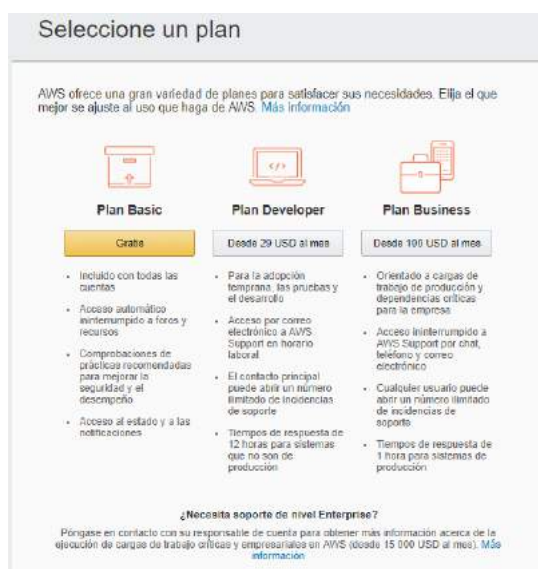 Seleccione un plan
AWS ofrece una gran variedad de planes para satisfacer sus necesidades. Elija el que
mejor se ajuste al uso que haga de AWS. Más información
Plan Basic
Gratis
Incluido con todas las
cuentas
Acceso automático
ininterrumpido a foros y
recursos
Comprobaciones de
prácticas recomendadas
para mejorar la
seguridad y el
desempeño
Acceso al estado y a las
notificaciones
Plan Developer
Desde 29 USD al mes
Para la adopción
temprana, las pruebas y
el desarrollo
Acceso por correo
electrónico a AWS
Support en horario
laboral
El contacto principal
puede abrir un número
ilimitado de incidencias
de soporte
Tiempos de respuesta de
12 horas para sistemas
que no son de
producción
Plan Business
Desde 100 USD al mes
Orientado a cargas de
trabajo de producción y
dependencias críticas
para la empresa
Acceso ininterrumpido a
AWS Support por chat,
teléfono y correo
electrónico
Cualquier usuario puede
abrir un número ilimitado
de incidencias de
soporte
Tiempos de respuesta de
1 hora para sistemas de
producción
¿Necesita soporte de nivel Enterprise?
Póngase en contacto con su responsable de cuenta para obtener más información acerca de la
ejecución de cargas de trabajo críticas y empresariales en AWS (desde 15 000 USD al mes). Más
información